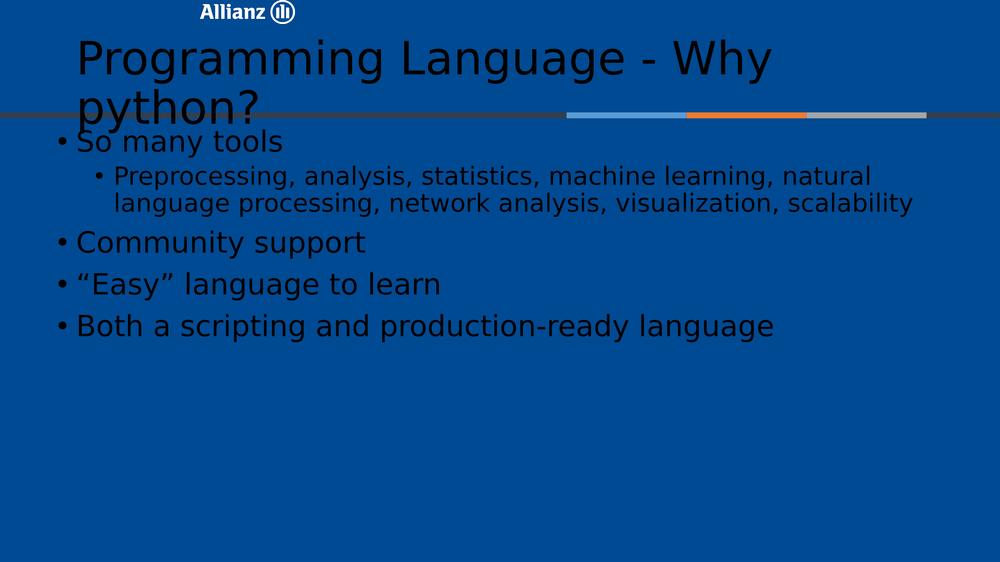 Allianz
Programming Language - Why
python?
• So many tools
• Preprocessing, analysis, statistics, machine learning, natural
language processing, network analysis, visualization, scalability
• Community support
• “Easy” language to learn
• Both a scripting and production-ready language